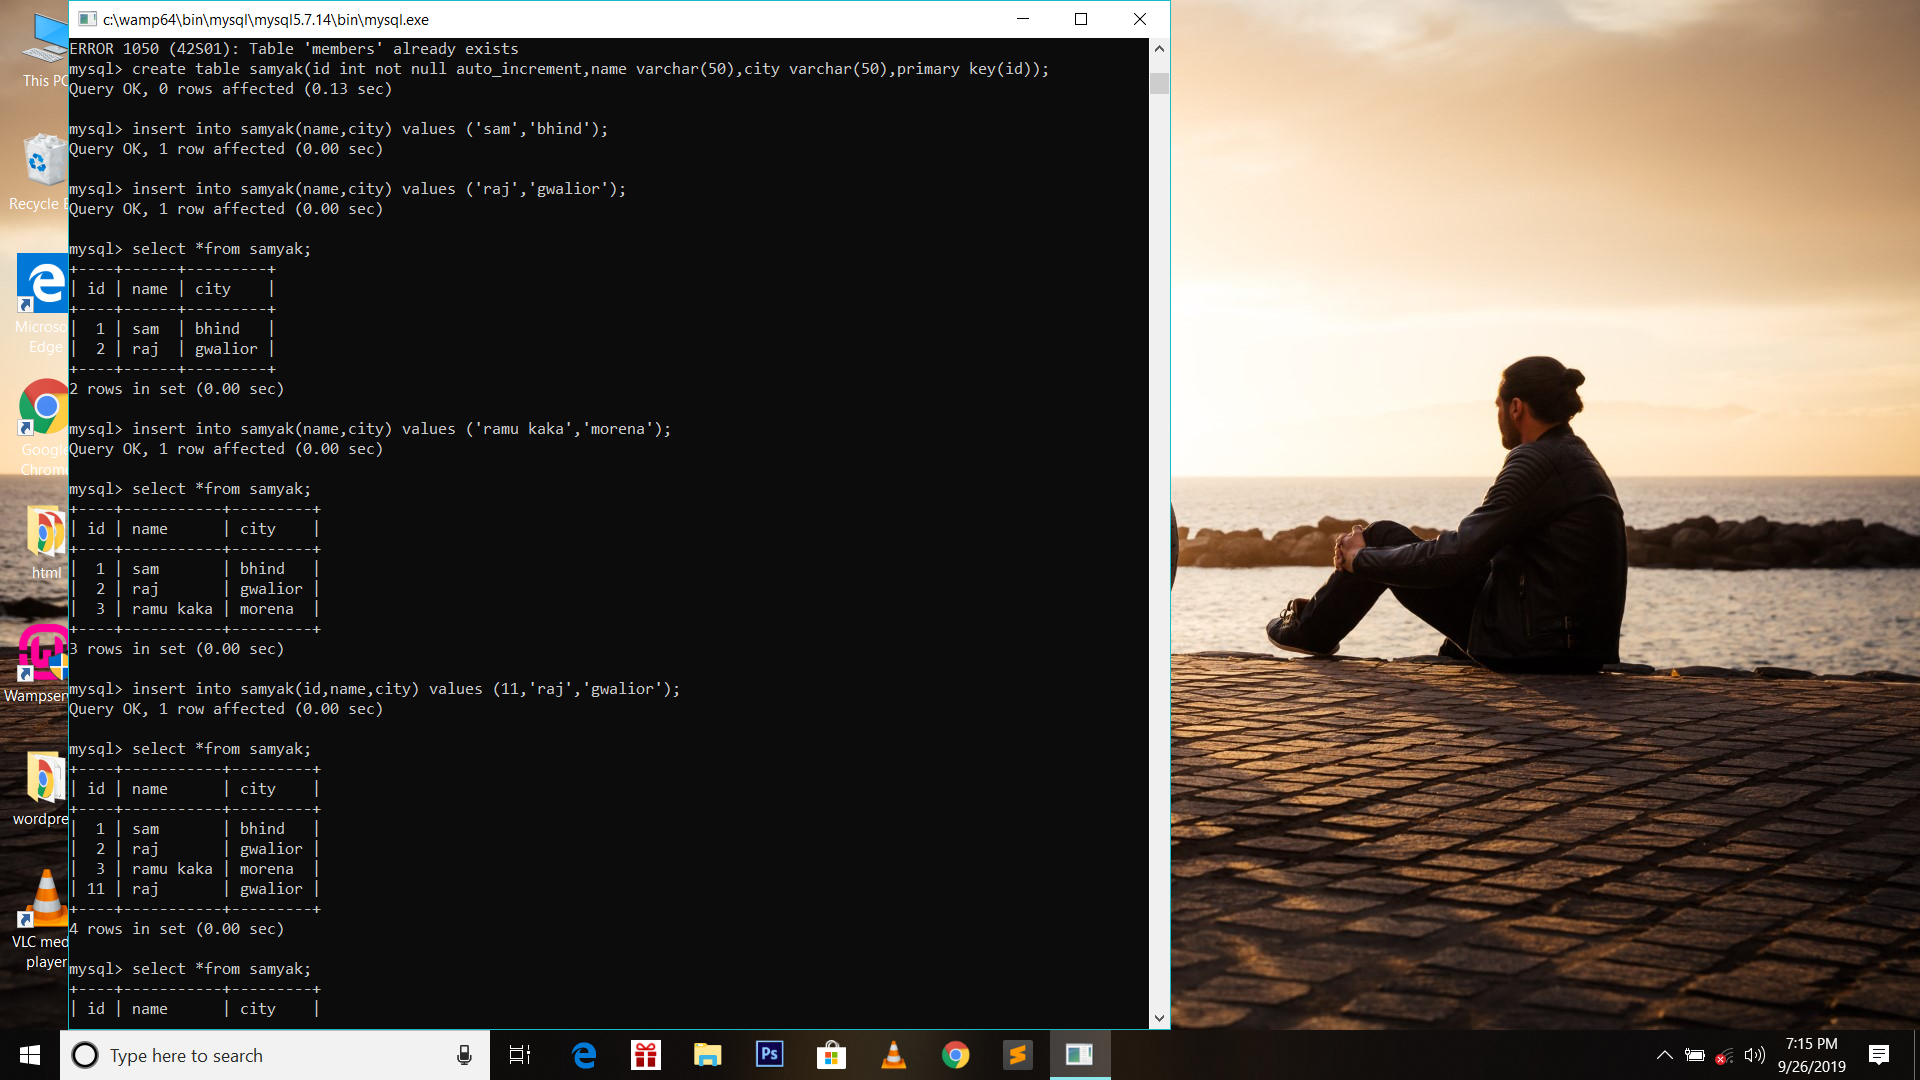 c:\wamp64\bin\mysql\mysql5.7.14\bin\mysql.exe
ERROR 1050 (42S01): Table 'members' already exists
mysql> create table samyak(id int not null auto_increment,name varchar(50),city varchar(50),primary key(id));
Query OK, 0 rows affected (0.13 sec)
mysql> insert into samyak(name,city) values ('sam','bhind');
Query OK, 1 row affected (0.00 sec)
mysql> insert into samyak(name,city) values ('raj','gwalior');
Query OK, 1 row affected (0.00 sec)
mysql> select *from samyak;
+----+------+---------+
| id | name | city    |
+----+------+---------+
|  1 | sam  | bhind   |
|  2 | raj  | gwalior |
+----+------+---------+
2 rows in set (0.00 sec)
mysql> insert into samyak(name,city) values ('ramu kaka','morena');
Query OK, 1 row affected (0.00 sec)
mysql> select *from samyak;
+----+-----------+---------+
| id | name      | city    |
+----+-----------+---------+
|  1 | sam       | bhind   |
|  2 | raj       | gwalior |
|  3 | ramu kaka | morena  |
+----+-----------+---------+
3 rows in set (0.00 sec)
mysql> insert into samyak(id,name,city) values (11,'raj','gwalior');
Query OK, 1 row affected (0.00 sec)
mysql> select *from samyak;
+----+-----------+---------+
| id | name      | city    |
+----+-----------+---------+
|  1 | sam       | bhind   |
|  2 | raj       | gwalior |
|  3 | ramu kaka | morena  |
| 11 | raj       | gwalior |
+----+-----------+---------+
4 rows in set (0.00 sec)
mysql> select *from samyak;
+----+-----------+---------+
| id | name      | city    |
This PC
Recycle B
Microso
Edge
Google
Chrome
html
Wampser
wordpre
VLC med
player
Type here to search
Ps
7:15 PM
9/26/2019